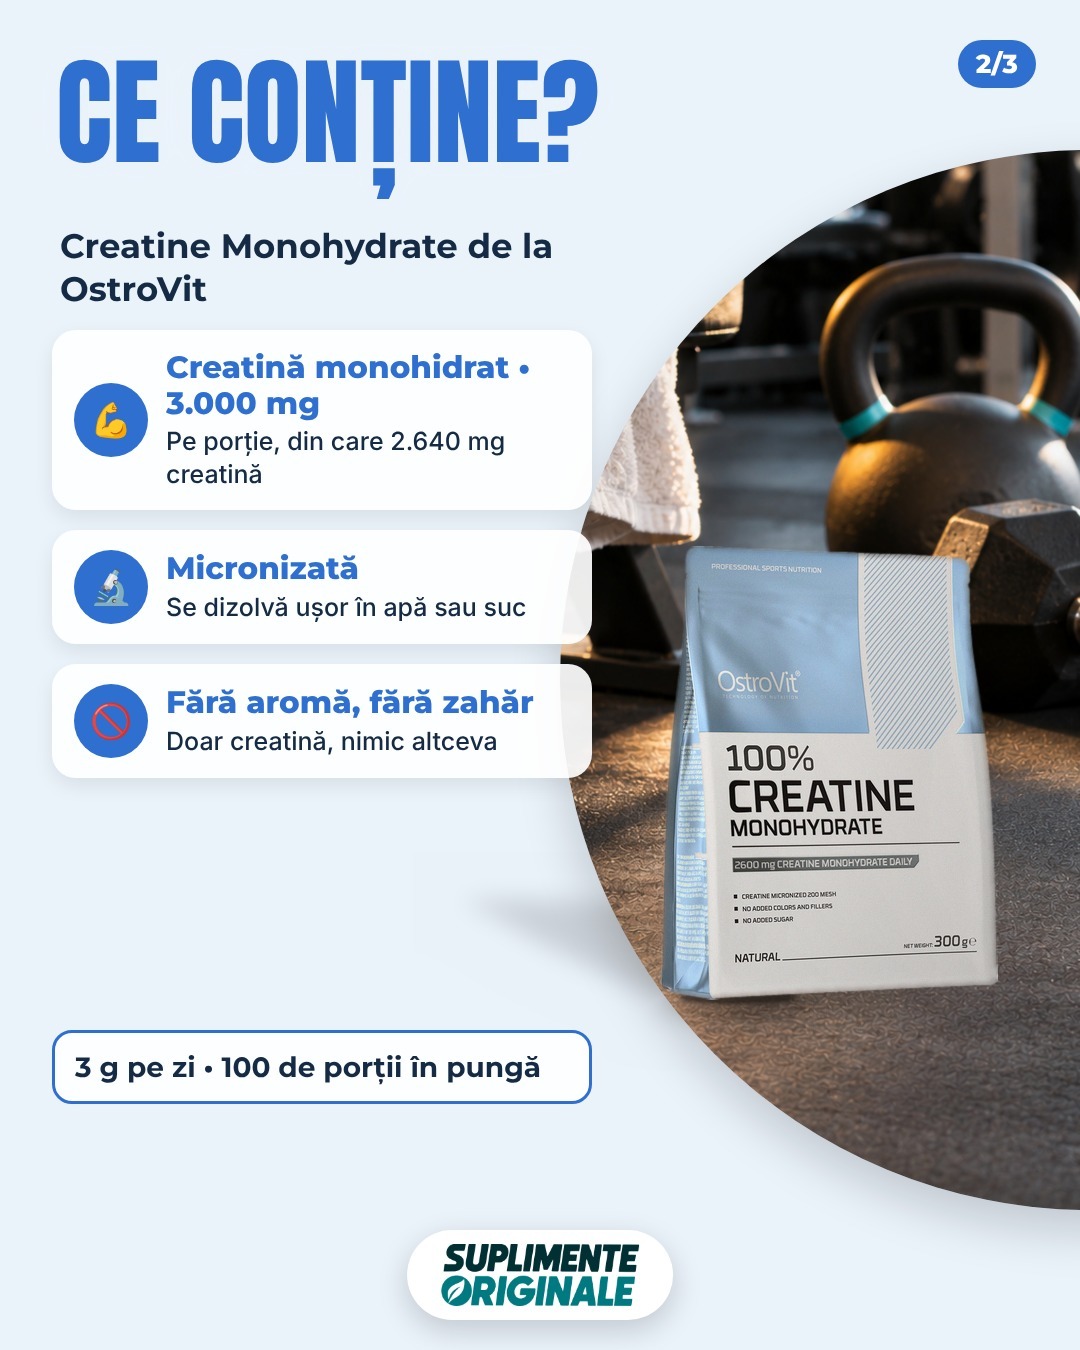 CE CONȚINE?
2/3
Creatine Monohydrate de la
OstroVit
Creatină monohidrat •
3.000 mg
Pe porție, din care 2.640 mg
creatină
Micronizată
Se dizolvă ușor în apă sau suc
Fără aromă, fără zahăr
Doar creatină, nimic altceva
PROFESSIONAL SPORTS NUTRITION
OstroVit®
100%
CREATINE
MONOHYDRATE
2600 mg CREATINE MONOHYDRATE DAILY
CREATINE MICRONIZED 200 MESH
NO ADDED COLORS AND FILLERS
NO ADDED SUGAR
NET WEIGHT: 300g℮
NATURAL
3 g pe zi • 100 de porții în pungă
SUPLIMENTE
ORIGINALE